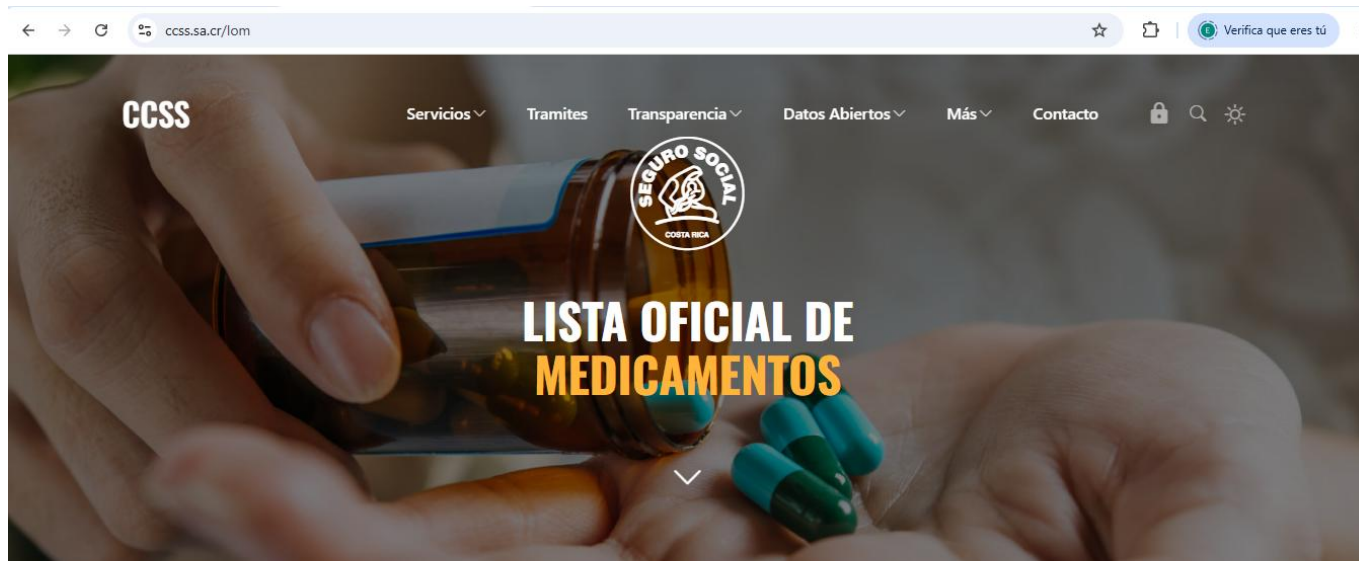 ccss.sa.cr/lom
E
Verifica que eres tú
CCSS
Servicios
Tramites
Transparencia
Datos Abiertos
Más
Contacto
SEGURO SOCIAL
COSTA RICA
LISTA OFICIAL DE
MEDICAMENTOS